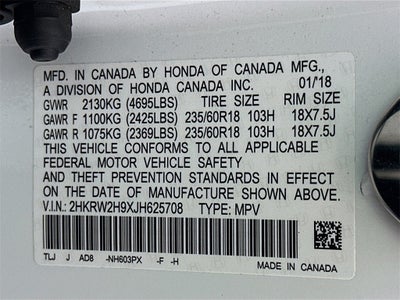 MFD. IN CANADA BY HONDA OF CANADA MFG.,
A DIVISION OF HONDA CANADA INC. 01/'18
GVWR 2130KG (4695LBS) TIRE SIZE RIM SIZE
GAWR F 1100KG (2425LBS) 235/60R18 103H 18X7.5J
GAWR R 1075KG (2369LBS) 235/60R18 103H 18X7.5J
THIS VEHICLE CONFORMS TO ALL APPLICABLE
FEDERAL MOTOR VEHICLE SAFETY AND
THEFT PREVENTION STANDARDS IN EFFECT
ON THE DATE OF MANUFACTURE SHOWN ABOVE.
V.I.N.: 2HKRW2H9XJH625708 TYPE: MPV
TLJ J AD8 -NH603PX -F -H
MADE IN CANADA